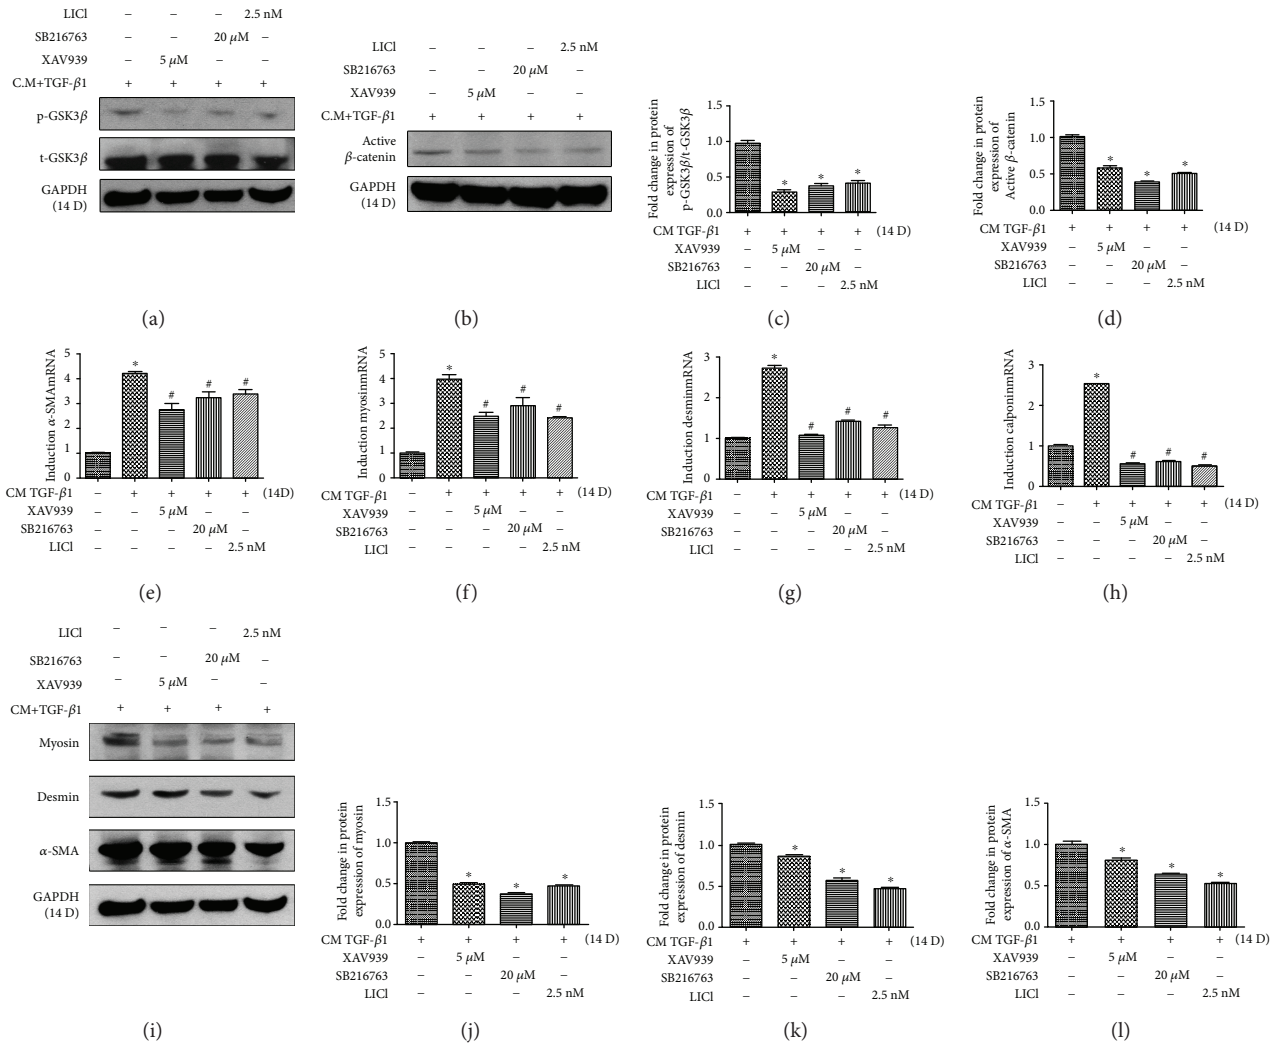 LICl – – – 2.5 nM
SB216763 – – 20 μM –
XAV939 – 5 μM – –
C.M+TGF-β1 + + + +
p-GSK3β
t-GSK3β
GAPDH
(14 D)
(a)
LICl – – – 2.5 nM
SB216763 – – 20 μM –
XAV939 – 5 μM – –
C.M+TGF-β1 + + + +
Active
β-catenin
GAPDH
(14 D)
(b)
Fold change in protein
expression of
p-GSK3β/t-GSK3β
1.5
1.0
0.5
0.0
* * *
CM TGF-β1 + + + + (14 D)
XAV939 – 5 μM – –
SB216763 – – 20 μM –
LICl – – – 2.5 nM
(c)
Fold change in protein
expression of
Active β-catenin
1.5
1.0
0.5
0.0
* * *
CM TGF-β1 + + + + (14 D)
XAV939 – 5 μM – –
SB216763 – – 20 μM –
LICl – – – 2.5 nM
(d)
Induction α-SMAmRNA
5
4
3
2
1
0
* # # #
CM TGF-β1 – + + + + (14D)
XAV939 – – 5 μM – –
SB216763 – – – 20 μM –
LICl – – – – 2.5 nM
(e)
Induction myosinmRNA
5
4
3
2
1
0
* # # #
CM TGF-β1 – + + + + (14 D)
XAV939 – – 5 μM – –
SB216763 – – – 20 μM –
LICl – – – – 2.5 nM
(f)
Induction desminmRNA
3
2
1
0
* # # #
CM TGF-β1 – + + + + (14 D)
XAV939 – – 5 μM – –
SB216763 – – – 20 μM –
LICl – – – – 2.5 nM
(g)
Induction calponinmRNA
3
2
1
0
* # # #
CM TGF-β1 – + + + + (14 D)
XAV939 – – 5 μM – –
SB216763 – – – 20 μM –
LICl – – – – 2.5 nM
(h)
LICl – – – 2.5 nM
SB216763 – – 20 μM –
XAV939 – 5 μM – –
CM+TGF-β1 + + + +
Myosin
Desmin
α-SMA
GAPDH
(14 D)
(i)
Fold change in protein
expression of myosin
1.5
1.0
0.5
0.0
* * *
CM TGF-β1 + + + + (14 D)
XAV939 – 5 μM – –
SB216763 – – 20 μM –
LICl – – – 2.5 nM
(j)
Fold change in protein
expression of desmin
1.5
1.0
0.5
0.0
* * *
CM TGF-β1 + + + + (14 D)
XAV939 – 5 μM – –
SB216763 – – 20 μM –
LICl – – – 2.5 nM
(k)
Fold change in protein
expression of α-SMA
1.5
1.0
0.5
0.0
* * *
CM TGF-β1 + + + + (14 D)
XAV939 – 5 μM – –
SB216763 – – 20 μM –
LICl – – – 2.5 nM
(l)